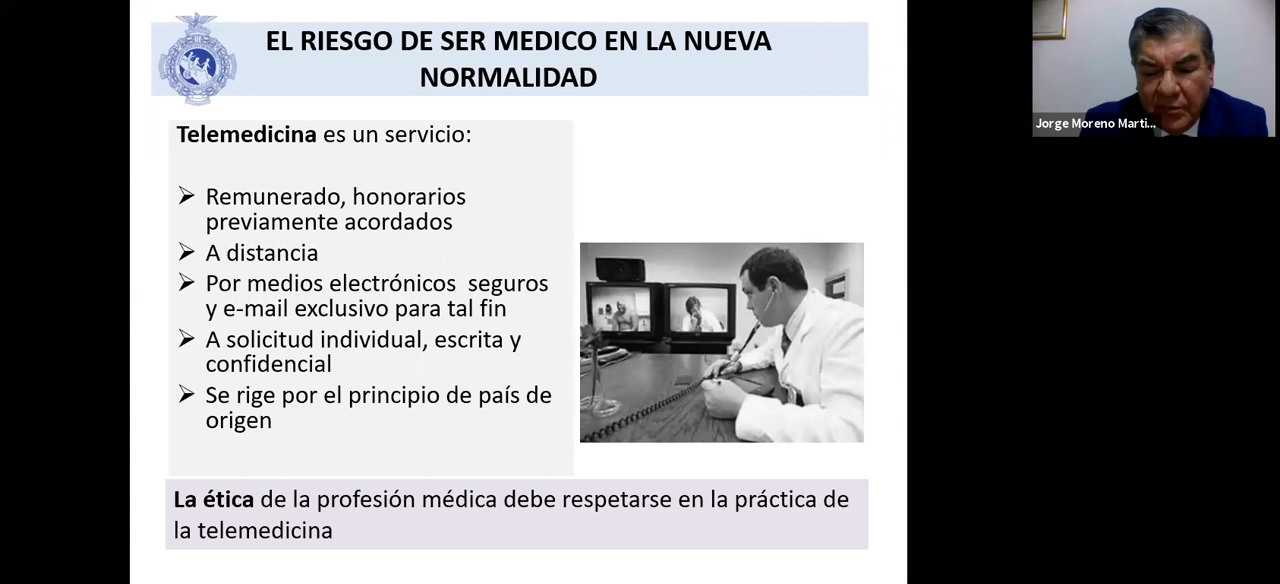 EL RIESGO DE SER MEDICO EN LA NUEVA
NORMALIDAD
Telemedicina es un servicio:
Remunerado, honorarios
previamente acordados
A distancia
Por medios electrónicos seguros
y e-mail exclusivo para tal fin
A solicitud individual, escrita y
confidencial
Se rige por el principio de país de
origen
La ética de la profesión médica debe respetarse en la práctica de
la telemedicina
Jorge Moreno Marti...